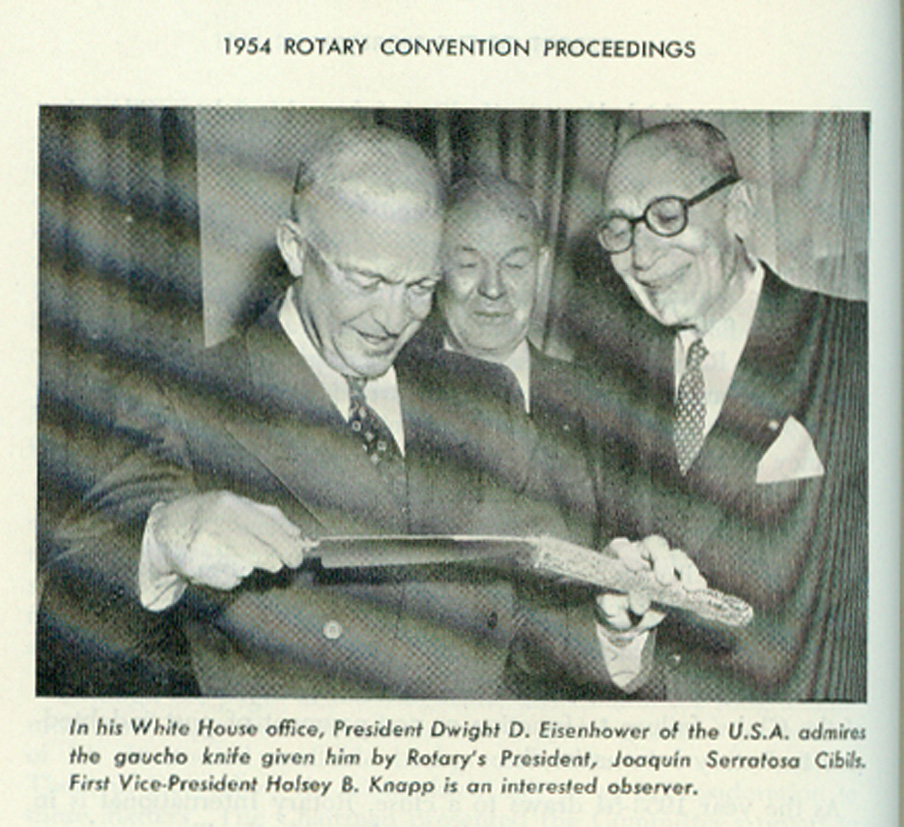 1954 ROTARY CONVENTION PROCEEDINGS
In his White House office, President Dwight D. Eisenhower of the U.S.A. admires
the gaucho knife given him by Rotary's President, Joaquín Serratosa Cibils.
First Vice-President Halsey B. Knapp is an interested observer.